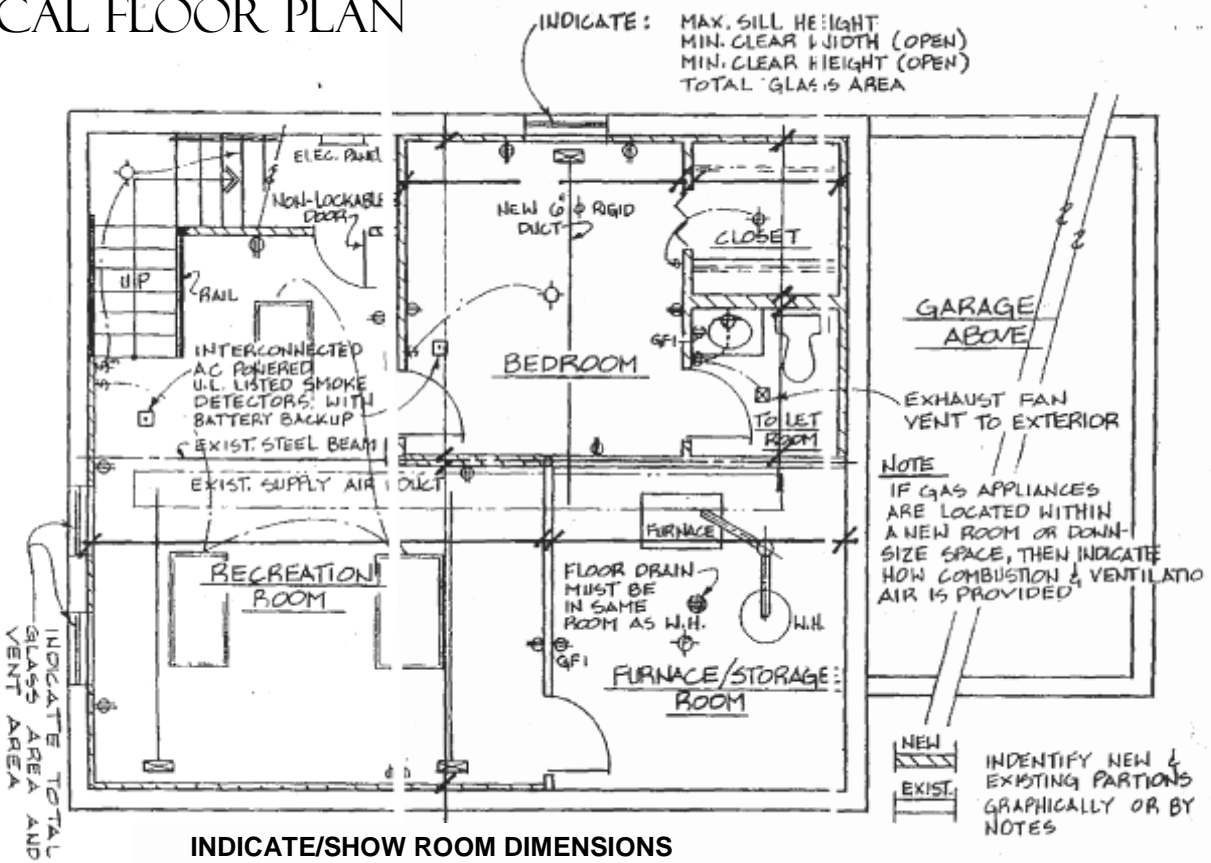 CAL FLOOR PLAN
INDICATE: MAX. SILL HEIGHT
MIN. CLEAR WIDTH (OPEN)
MIN. CLEAR HEIGHT (OPEN)
TOTAL GLASS AREA
ELEC. PANEL
NON-LOCKABLE
DOOR
UP
RAIL
NEW 6" ϕ RIGID
DUCT
CLOSET
GARAGE
ABOVE
INTERCONNECTED
AC POWERED
U.L. LISTED SMOKE
DETECTORS WITH
BATTERY BACKUP
EXIST. STEEL BEAM
BEDROOM
GFI
TOILET
ROOM
EXHAUST FAN
VENT TO EXTERIOR
EXIST. SUPPLY AIR DUCT
NOTE
IF GAS APPLIANCES
ARE LOCATED WITHIN
A NEW ROOM OR DOWN-
SIZE SPACE, THEN INDICATE
HOW COMBUSTION & VENTILATIO
AIR IS PROVIDED
FURNACE
RECREATION
ROOM
FLOOR DRAIN
MUST BE
IN SAME
ROOM AS W.H.
W.H.
GFI
FURNACE/STORAGE
ROOM
INDICATTE TOTAL
GLASS AREA AND
VENT AREA
NEW
EXIST.
INDENTIFY NEW &
EXISTING PARTIONS
GRAPHICALLY OR BY
NOTES
INDICATE/SHOW ROOM DIMENSIONS